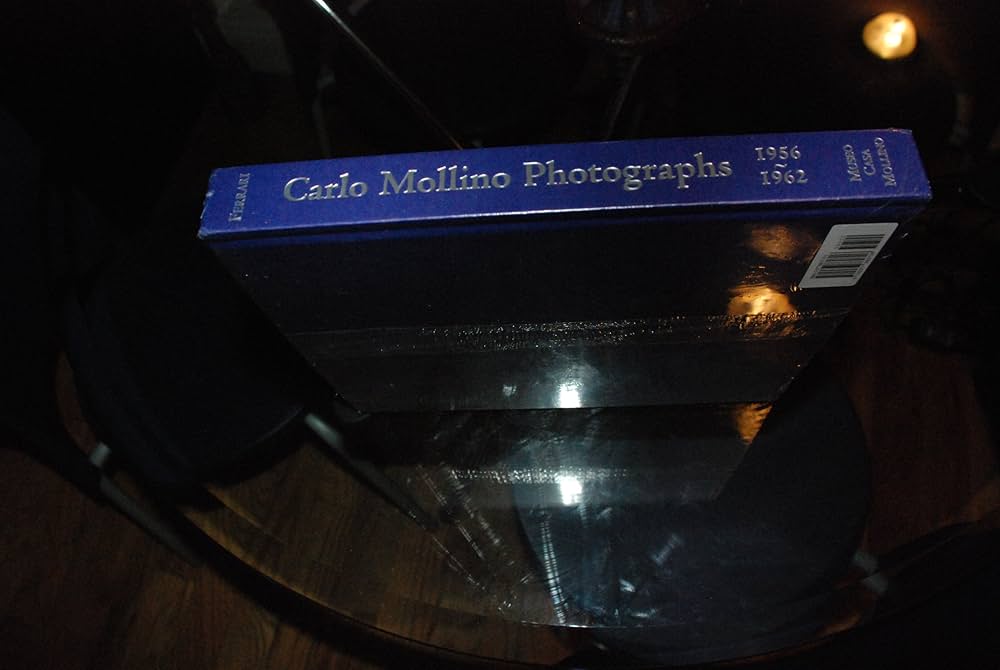 FERRARI
Carlo Mollino Photographs
1956
~
1962
MUSEO
CASA
MOLLINO